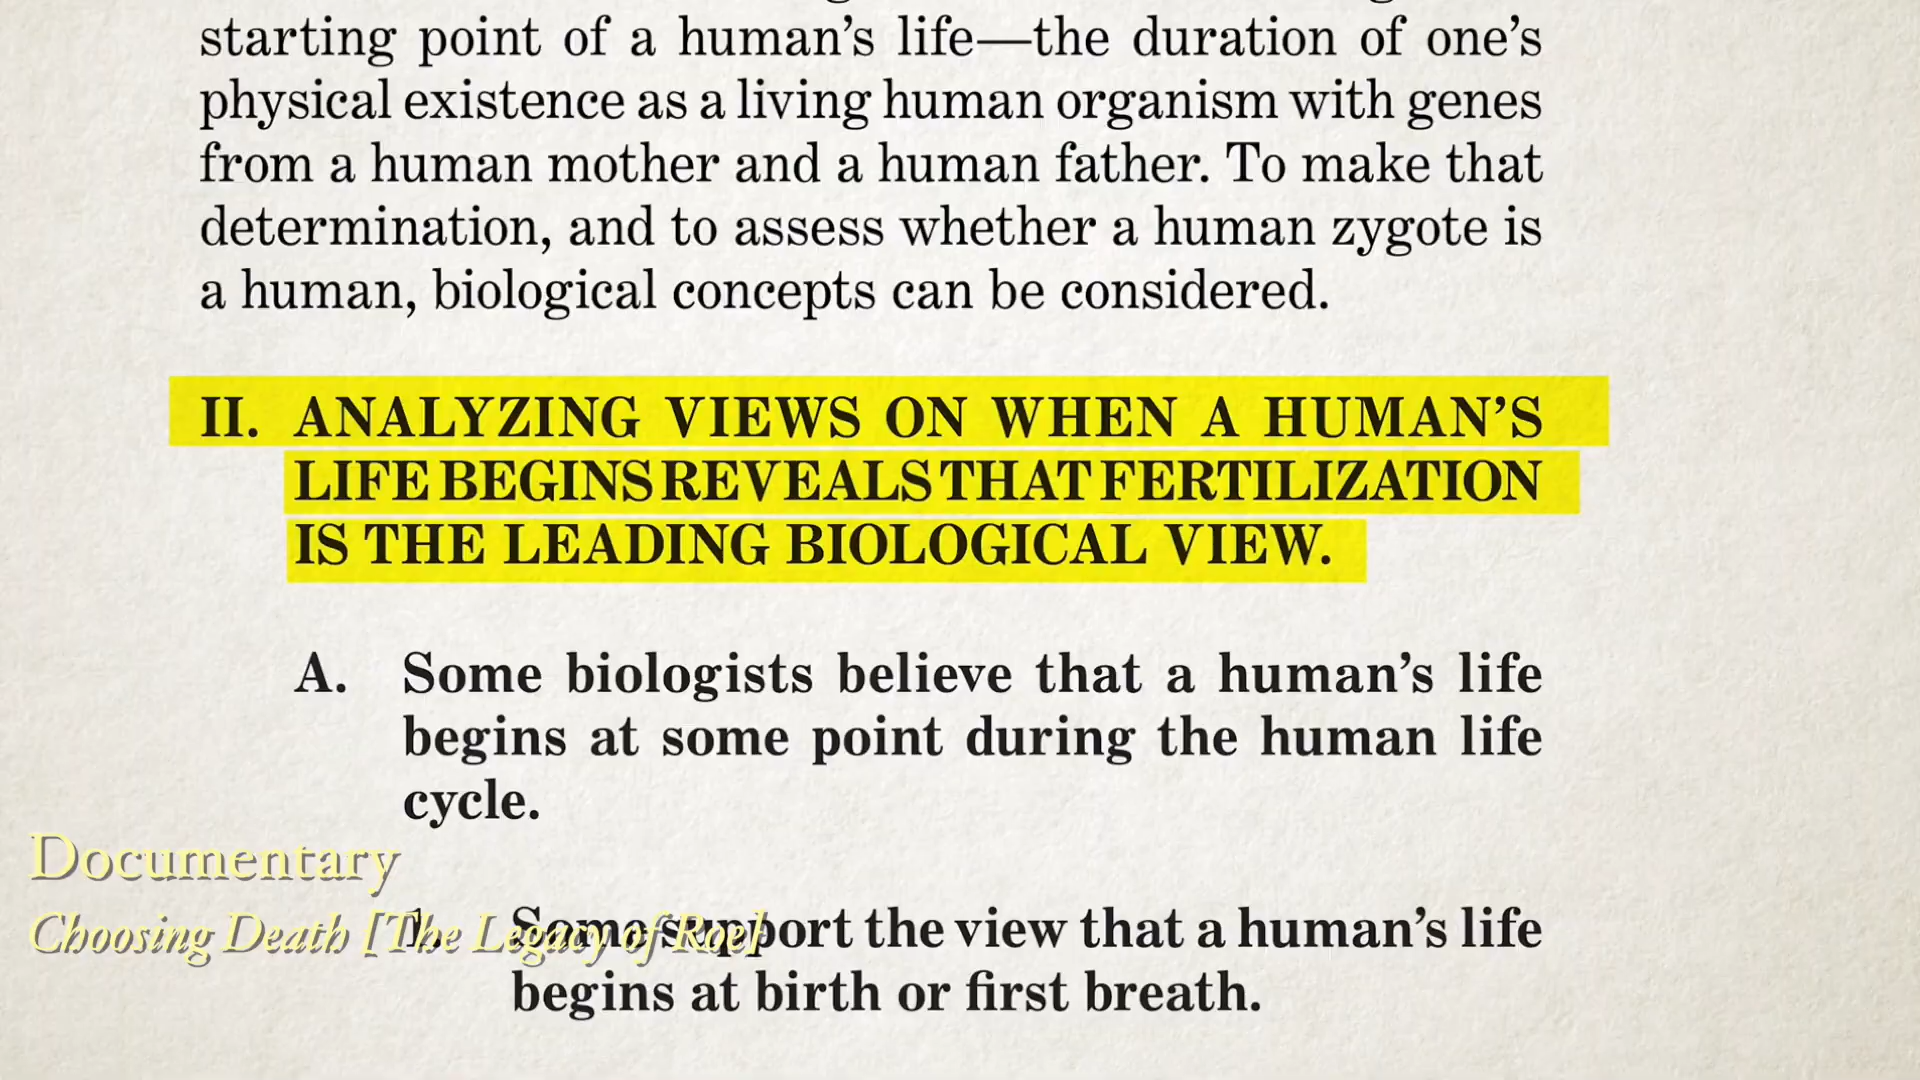 starting point of a human’s life—the duration of one’s
physical existence as a living human organism with genes
from a human mother and a human father. To make that
determination, and to assess whether a human zygote is
a human, biological concepts can be considered.
II. ANALYZING VIEWS ON WHEN A HUMAN’S
LIFE BEGINS REVEALS THAT FERTILIZATION
IS THE LEADING BIOLOGICAL VIEW.
A. Some biologists believe that a human’s life
begins at some point during the human life
cycle.
Documentary
Choosing Death [The Legacy of Roe]
1. Some support the view that a human’s life
begins at birth or first breath.